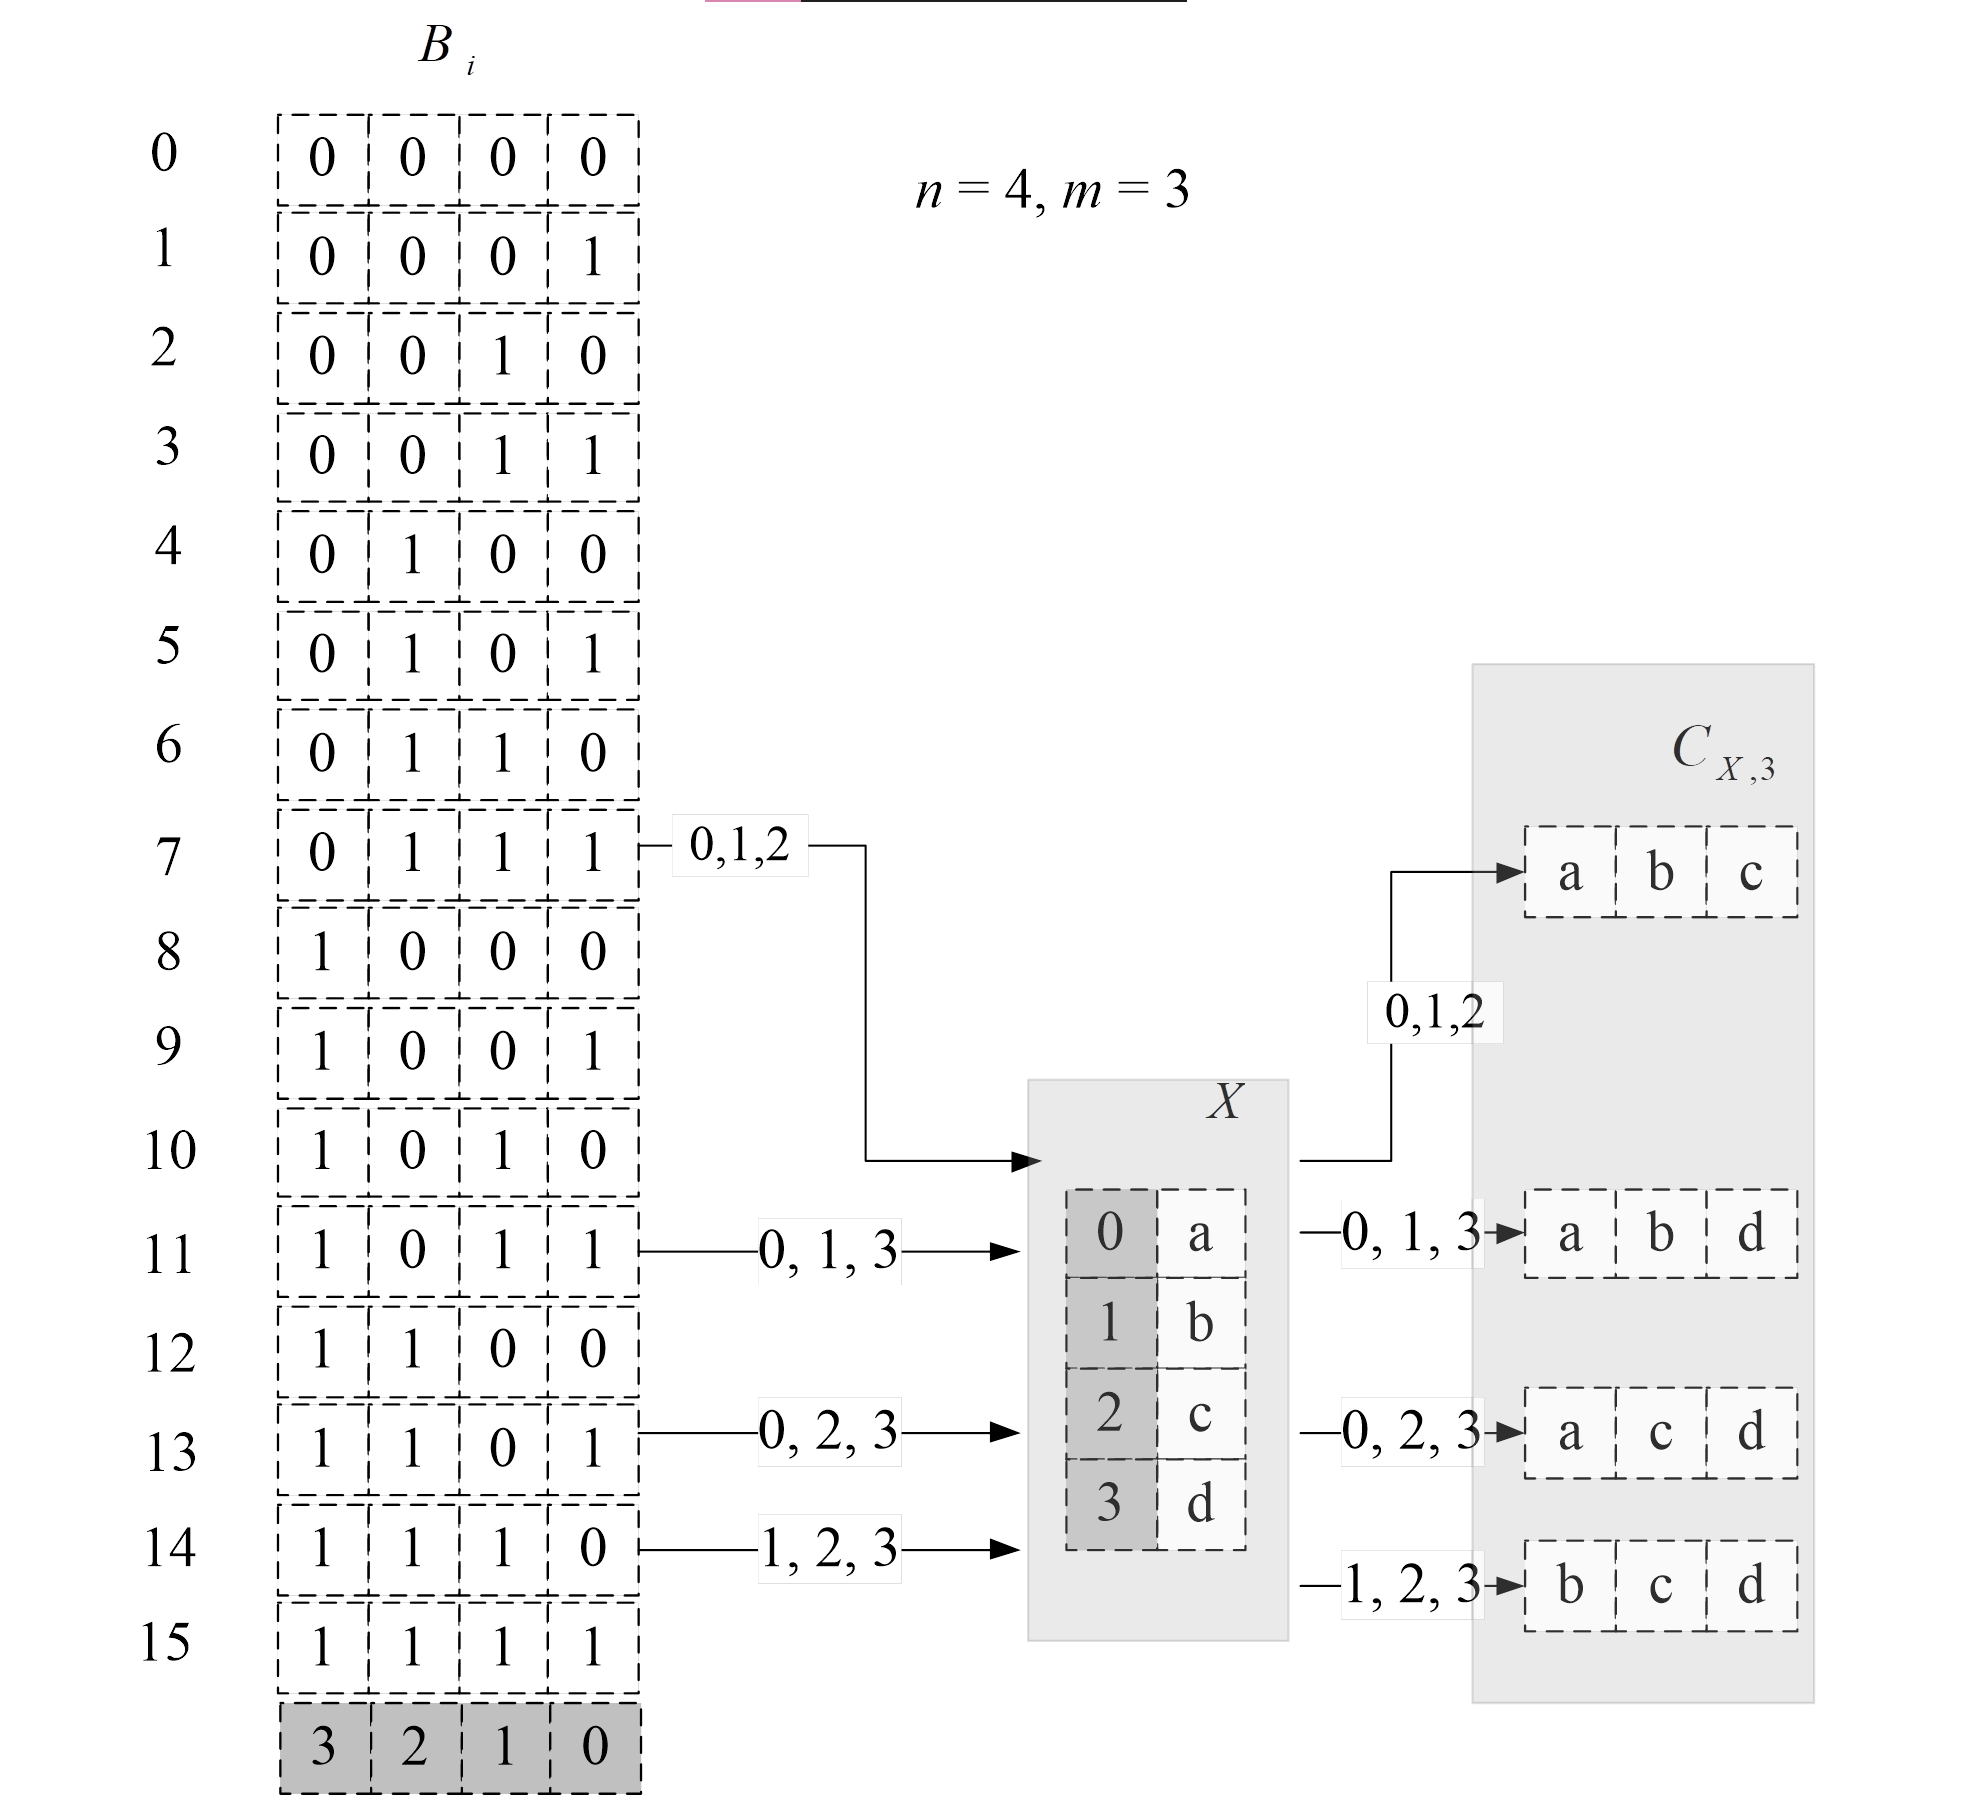 B i
n = 4, m = 3
0 0 0 0 0
1 0 0 0 1
2 0 0 1 0
3 0 0 1 1
4 0 1 0 0
5 0 1 0 1
6 0 1 1 0
7 0 1 1 1
8 1 0 0 0
9 1 0 0 1
10 1 0 1 0
11 1 0 1 1
12 1 1 0 0
13 1 1 0 1
14 1 1 1 0
15 1 1 1 1
3 2 1 0
0,1,2
0, 1, 3
0, 2, 3
1, 2, 3
X
0 a
1 b
2 c
3 d
0,1,2
0, 1, 3
0, 2, 3
1, 2, 3
C X,3
a b c
a b d
a c d
b c d